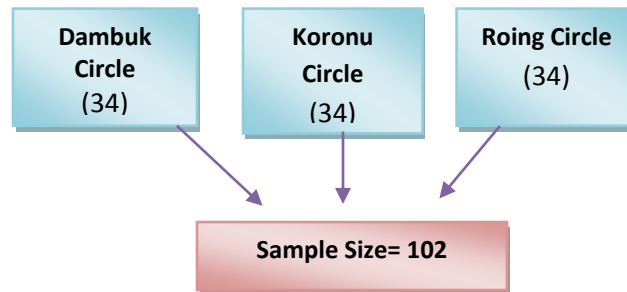 Dambuk
Circle
(34)
Koronu
Circle
(34)
Roing Circle
(34)
Sample Size= 102